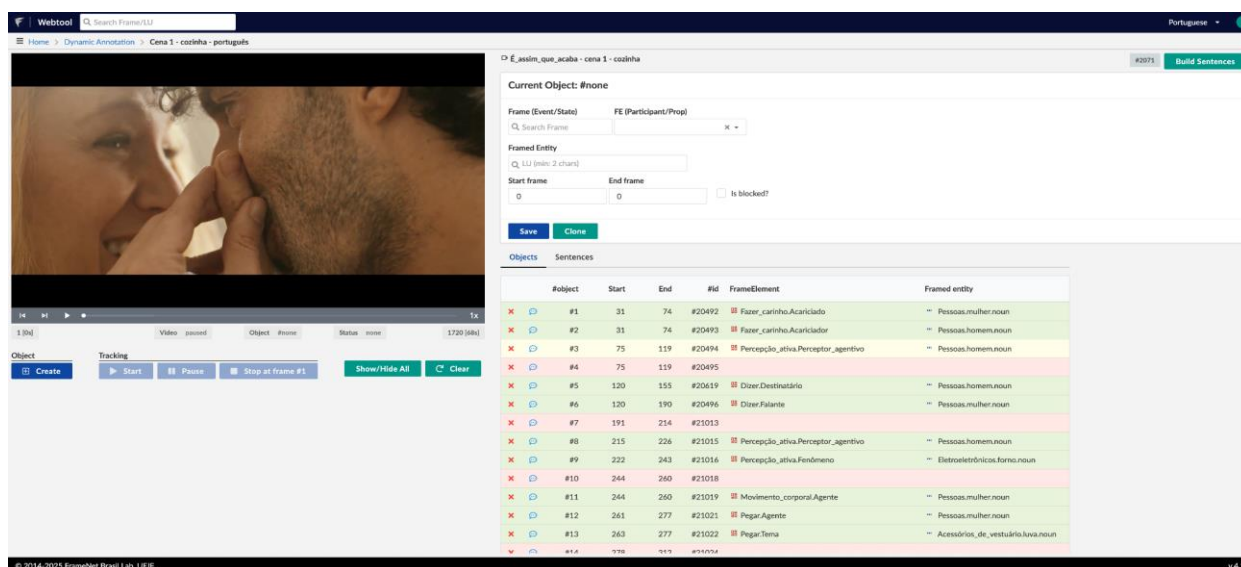 Webtool Search Frame/LU Portuguese
Home > Dynamic Annotation > Cena 1 - cozinha - português
É_assim_que_acaba - cena 1 - cozinha #2071 Build Sentences
Current Object: #none
Frame (Event/State) FE (Participant/Prop)
Search Frame
Framed Entity
LU (min: 2 chars)
Start frame End frame
0 0 Is blocked?
Save Clone
Objects Sentences
#object Start End #id FrameElement Framed entity
#1 31 74 #20492 Fazer_carinho.Acariciado Pessoas.mulher.noun
#2 31 74 #20493 Fazer_carinho.Acariciador Pessoas.homem.noun
#3 75 119 #20494 Percepção_ativa.Perceptor_agentivo Pessoas.homem.noun
#4 75 119 #20495
#5 120 155 #20619 Dizer.Destinatário Pessoas.homem.noun
#6 120 190 #20496 Dizer.Falante Pessoas.mulher.noun
#7 191 214 #21013
#8 215 226 #21015 Percepção_ativa.Perceptor_agentivo Pessoas.homem.noun
#9 222 243 #21016 Percepção_ativa.Fenômeno Eletroeletrônicos.forno.noun
#10 244 260 #21018
#11 244 260 #21019 Movimento_corporal.Agente Pessoas.mulher.noun
#12 261 277 #21021 Pegar.Agente Pessoas.mulher.noun
#13 263 277 #21022 Pegar.Tema Acessórios_de_vestuário.luva.noun
#14 278 312 #21024
1x
1 [0s] Video paused Object #none Status none 1720 [68s]
Object Tracking
Create Start Pause Stop at frame #1 Show/Hide All Clear
© 2014-2025 FrameNet Brasil Lab, UFJF.